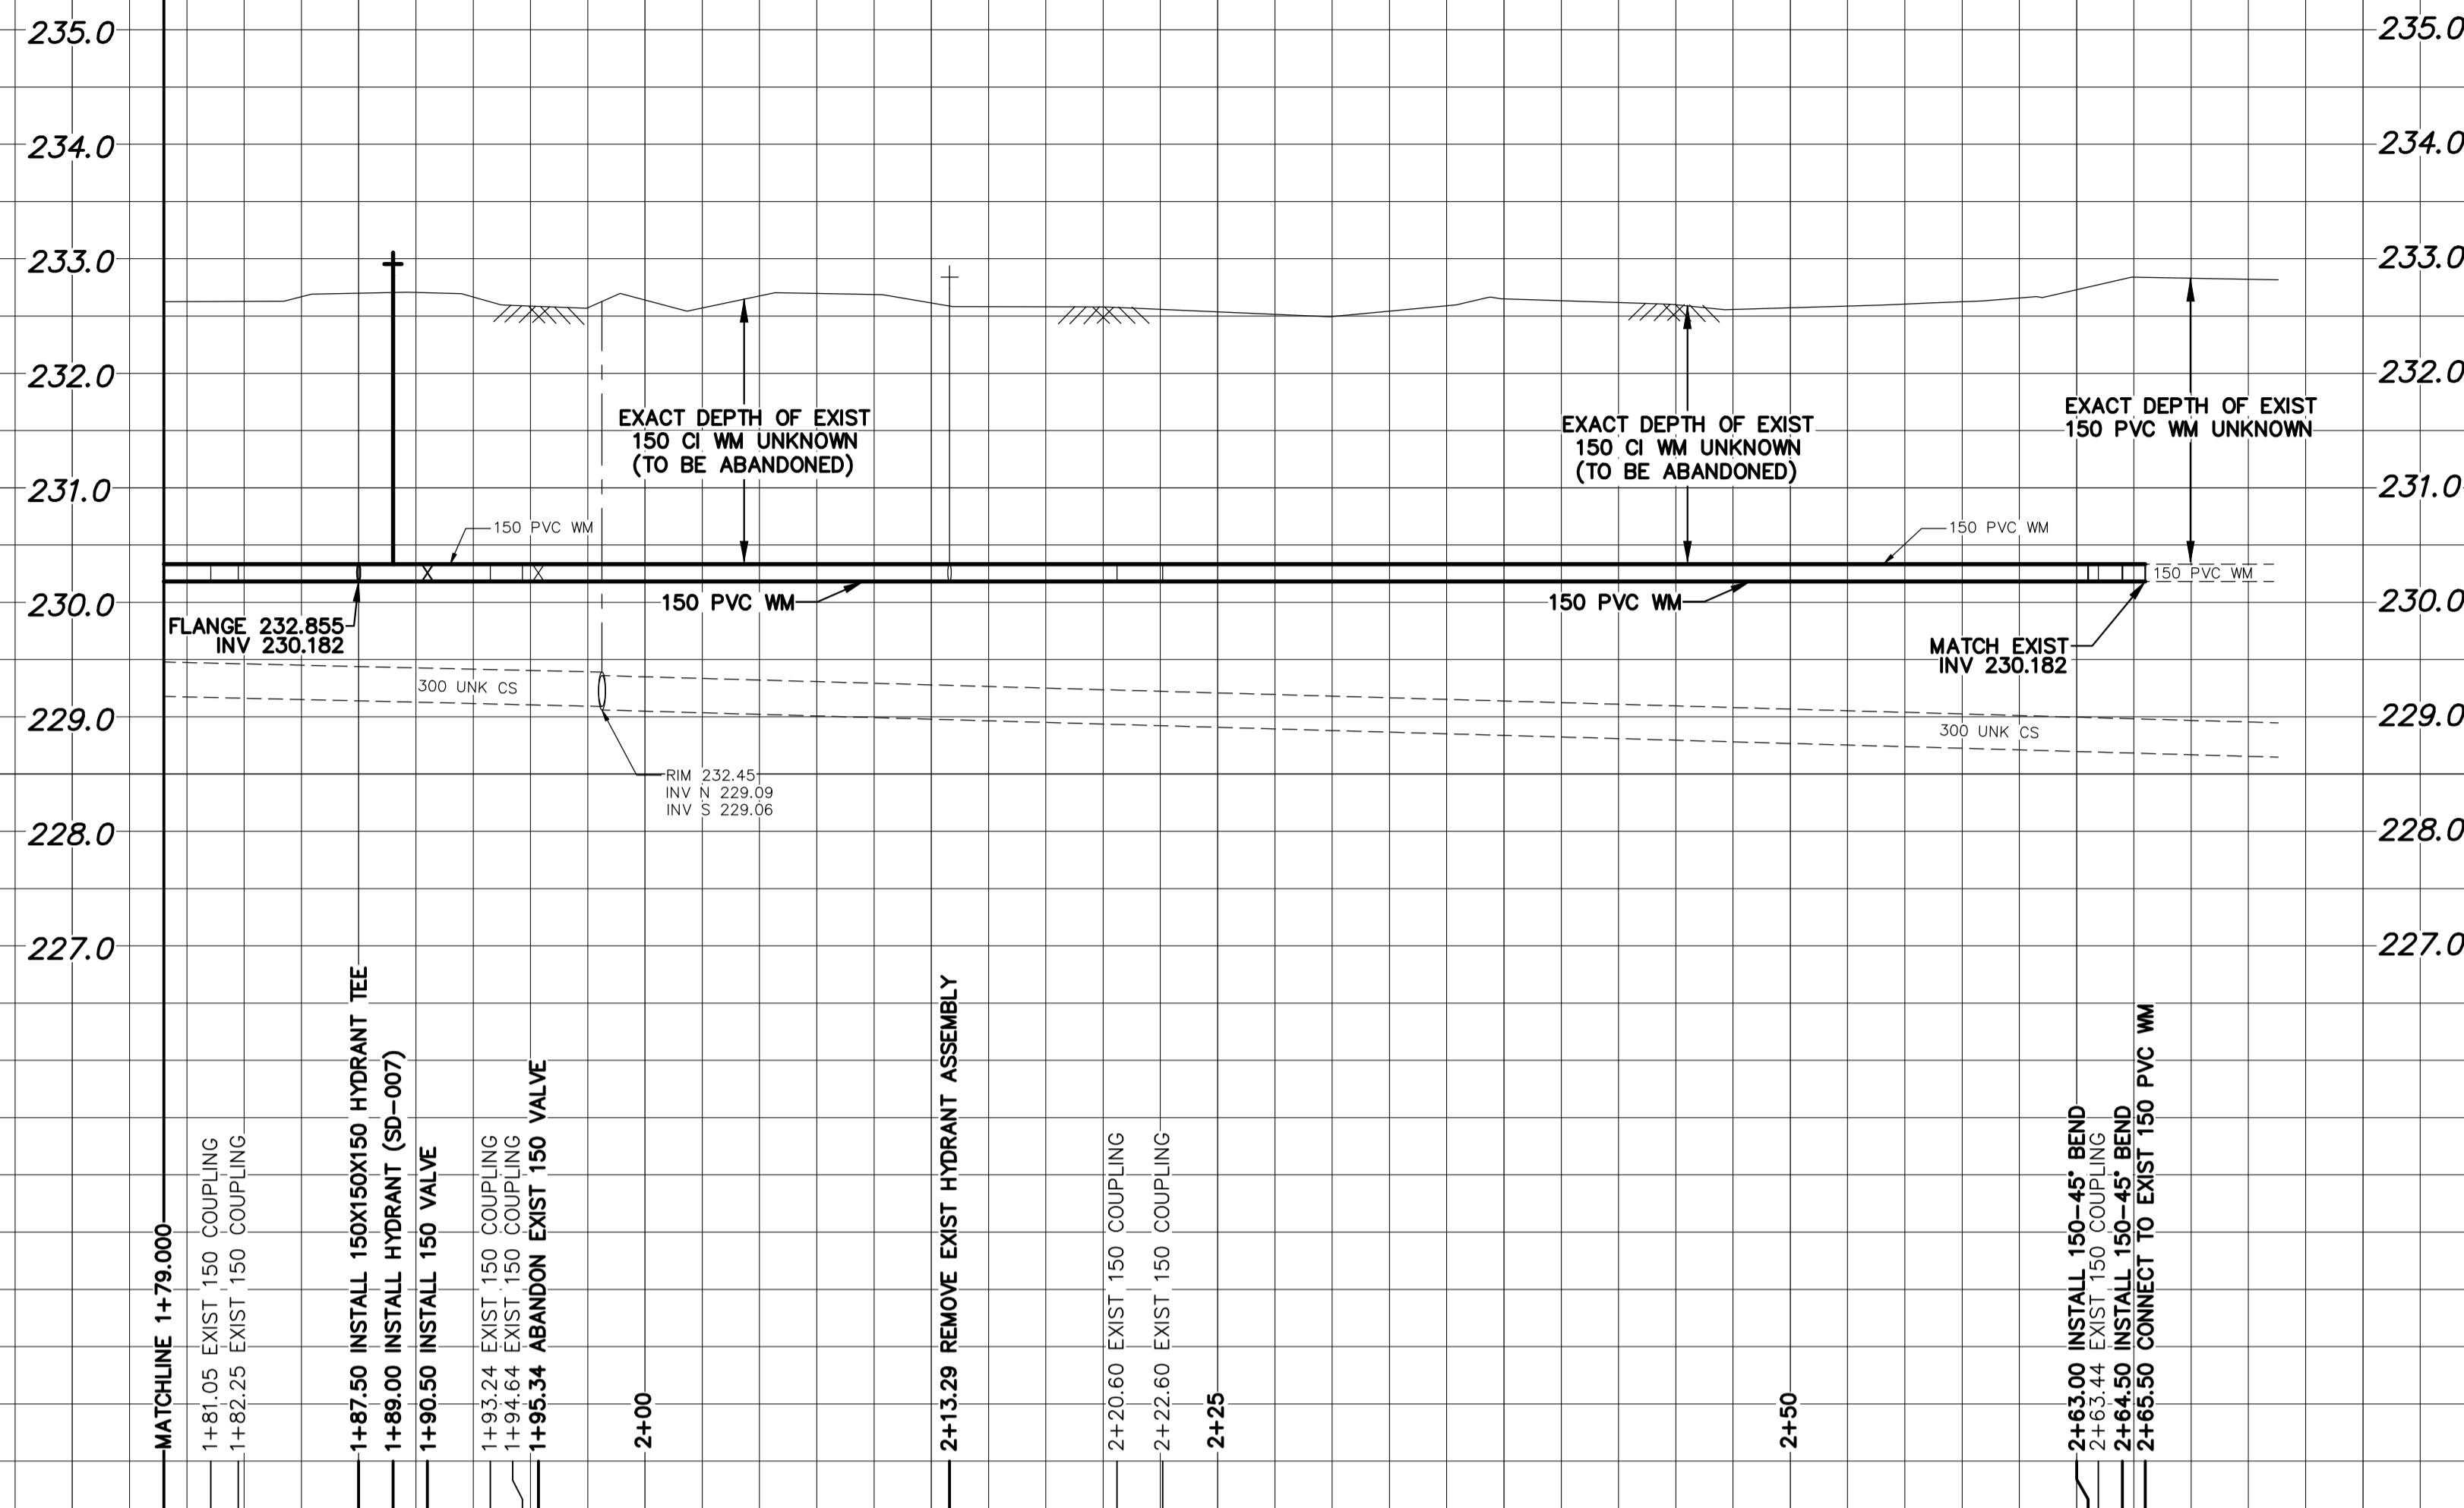 235.0
235.0
234.0
234.0
233.0
233.0
232.0
232.0
231.0
231.0
230.0
230.0
229.0
229.0
228.0
228.0
227.0
227.0
EXACT DEPTH OF EXIST
150 CI WM UNKNOWN
(TO BE ABANDONED)
EXACT DEPTH OF EXIST
150 CI WM UNKNOWN
(TO BE ABANDONED)
EXACT DEPTH OF EXIST
150 PVC WM UNKNOWN
150 PVC WM
150 PVC WM
150 PVC WM
150 PVC WM
150 PVC WM
FLANGE 232.855
INV 230.182
MATCH EXIST
INV 230.182
300 UNK CS
300 UNK CS
RIM 232.45
INV N 229.09
INV S 229.06
MATCHLINE 1+79.000
1+81.05 EXIST 150 COUPLING
1+82.25 EXIST 150 COUPLING
1+87.50 INSTALL 150X150X150 HYDRANT TEE
1+89.00 INSTALL HYDRANT (SD-007)
1+90.50 INSTALL 150 VALVE
1+93.24 EXIST 150 COUPLING
1+94.64 EXIST 150 COUPLING
1+95.34 ABANDON EXIST 150 VALVE
2+00
2+13.29 REMOVE EXIST HYDRANT ASSEMBLY
2+20.60 EXIST 150 COUPLING
2+22.60 EXIST 150 COUPLING
2+25
2+50
2+63.00 INSTALL 150-45° BEND
2+63.44 EXIST 150 COUPLING
2+64.50 INSTALL 150-45° BEND
2+65.50 CONNECT TO EXIST 150 PVC WM